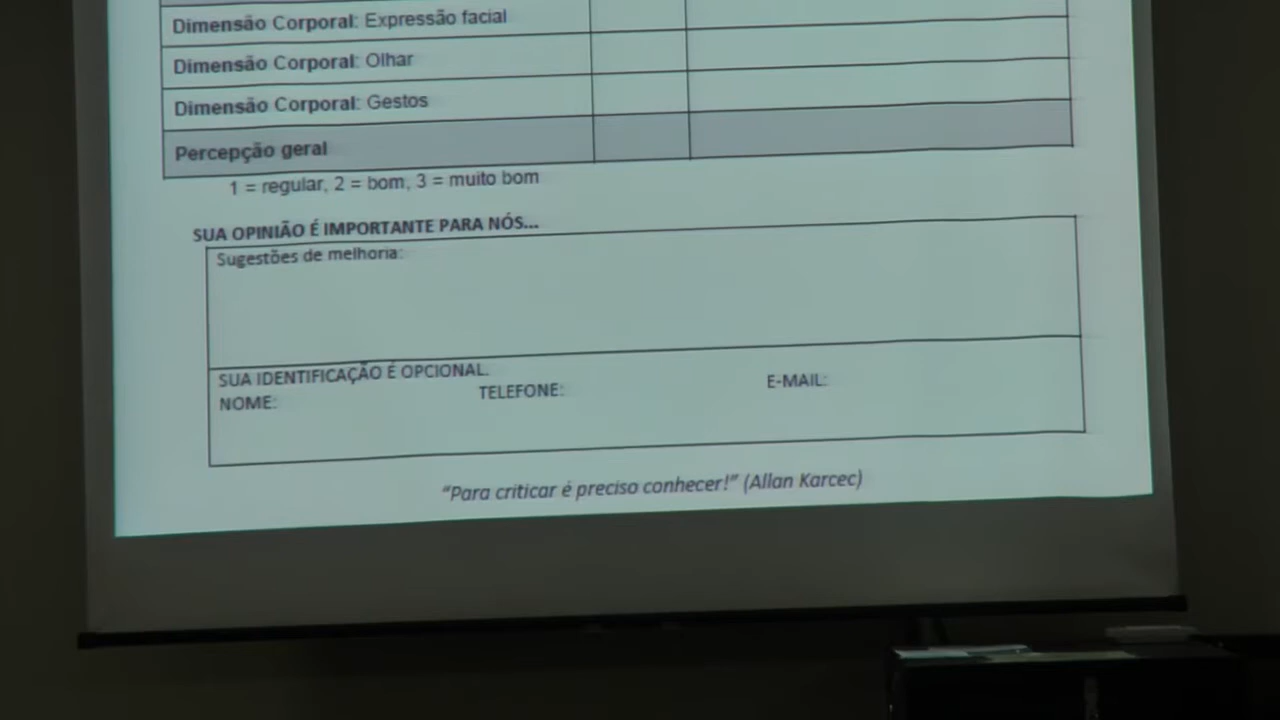 Dimensão Corporal: Expressão facial
Dimensão Corporal: Olhar
Dimensão Corporal: Gestos
Percepção geral
1 = regular, 2 = bom, 3 = muito bom
SUA OPINIÃO É IMPORTANTE PARA NÓS...
Sugestões de melhoria:
SUA IDENTIFICAÇÃO É OPCIONAL.
NOME: TELEFONE: E-MAIL:
“Para criticar é preciso conhecer!” (Allan Karcec)